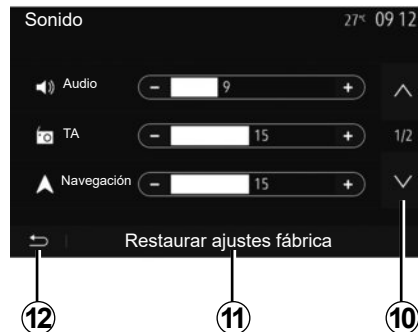 Sonido 27°C 09 12
Audio - 9 +
TA - 15 + 1/2
Navegación - 15 +
Restaurar ajustes fábrica
12 11 10